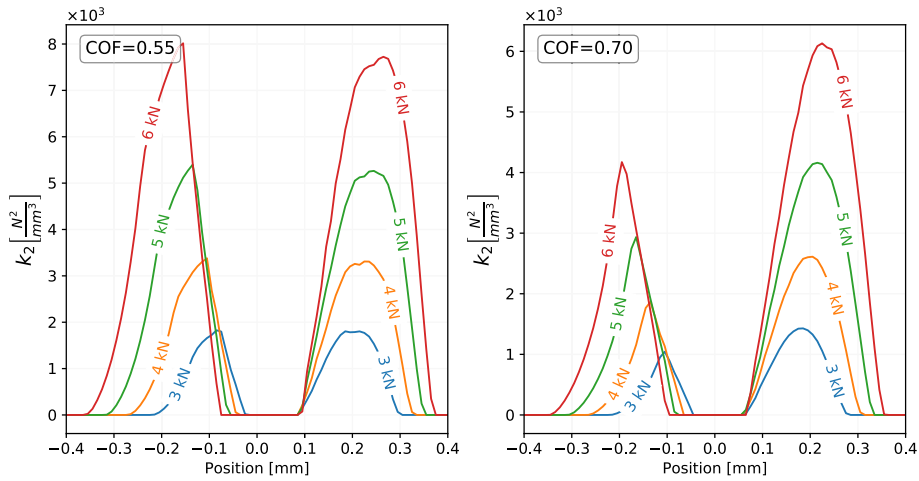 ×10³
COF=0.55
8
7
6
5
4
3
2
1
0
k₂ [N²/mm³]
6 kN
5 kN
4 kN
3 kN
6 kN
5 kN
4 kN
3 kN
−0.4 −0.3 −0.2 −0.1 0.0 0.1 0.2 0.3 0.4
Position [mm]
×10³
COF=0.70
6
5
4
3
2
1
0
k₂ [N²/mm³]
6 kN
5 kN
4 kN
3 kN
6 kN
5 kN
4 kN
3 kN
−0.4 −0.3 −0.2 −0.1 0.0 0.1 0.2 0.3 0.4
Position [mm]